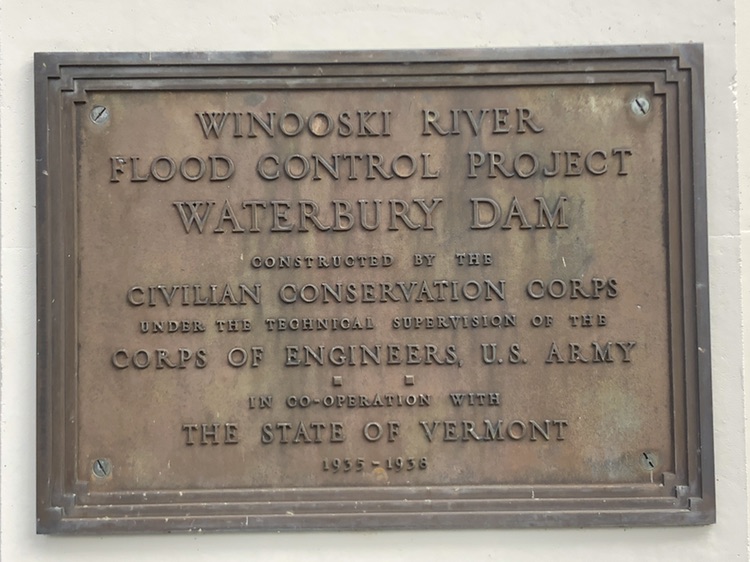 WINOOSKI RIVER
FLOOD CONTROL PROJECT
WATERBURY DAM
CONSTRUCTED BY THE
CIVILIAN CONSERVATION CORPS
UNDER THE TECHNICAL SUPERVISION OF THE
CORPS OF ENGINEERS, U.S. ARMY
IN CO-OPERATION WITH
THE STATE OF VERMONT
1935-1938